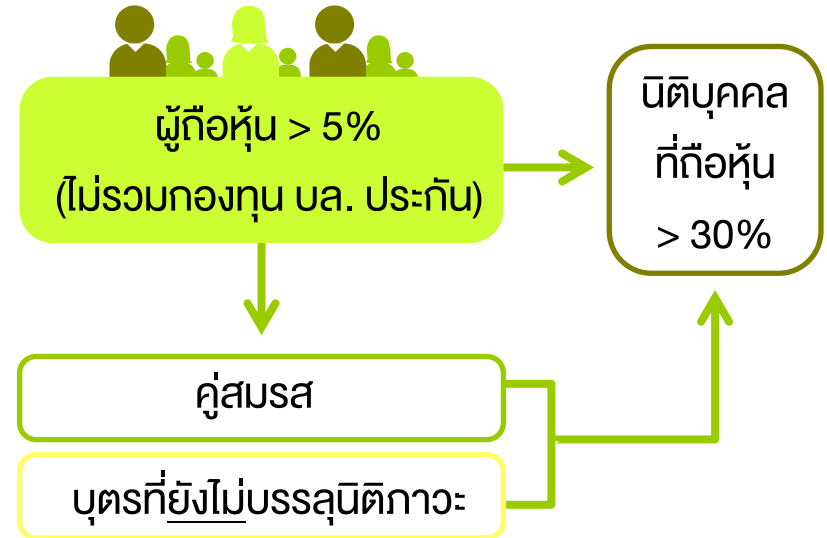 ผู้ถือหุ้น > 5%
(ไม่รวมกองทุน บล. ประกัน)
นิติบุคคล
ที่ถือหุ้น
> 30%
คู่สมรส
บุตรที่ยังไม่บรรลุนิติภาวะ